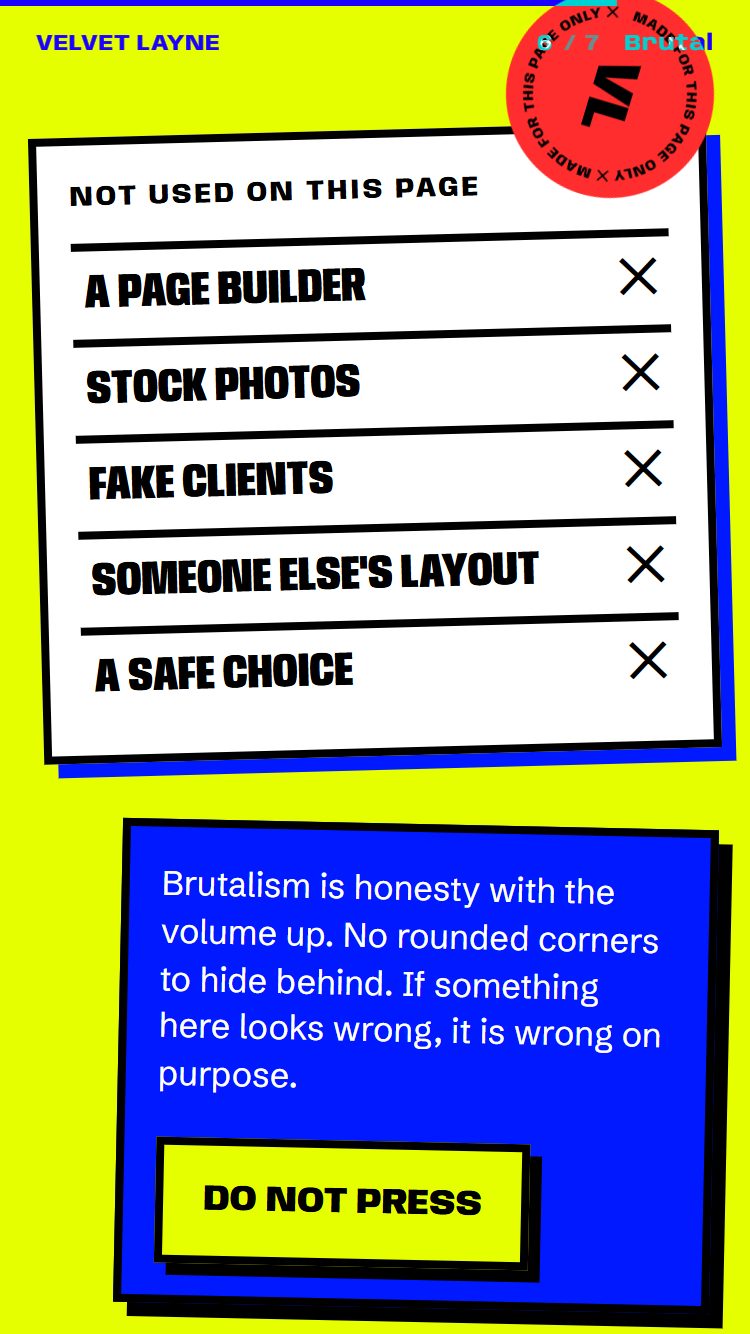 VELVET LAYNE
6 / 7 Brutal
MADE FOR THIS PAGE ONLY × MADE FOR THIS PAGE ONLY ×
VL
NOT USED ON THIS PAGE
A PAGE BUILDER ×
STOCK PHOTOS ×
FAKE CLIENTS ×
SOMEONE ELSE'S LAYOUT ×
A SAFE CHOICE ×
Brutalism is honesty with the
volume up. No rounded corners
to hide behind. If something
here looks wrong, it is wrong on
purpose.
DO NOT PRESS